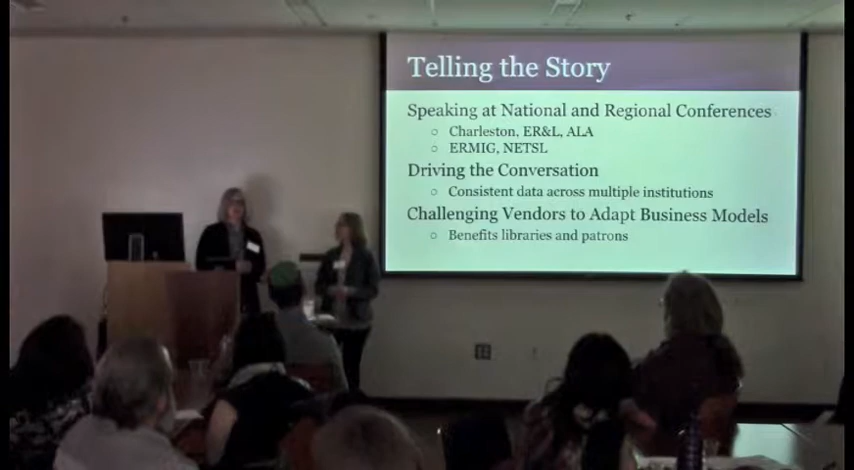 Telling the Story
Speaking at National and Regional Conferences
○ Charleston, ER&L, ALA
○ ERMIG, NETSL
Driving the Conversation
○ Consistent data across multiple institutions
Challenging Vendors to Adapt Business Models
○ Benefits libraries and patrons